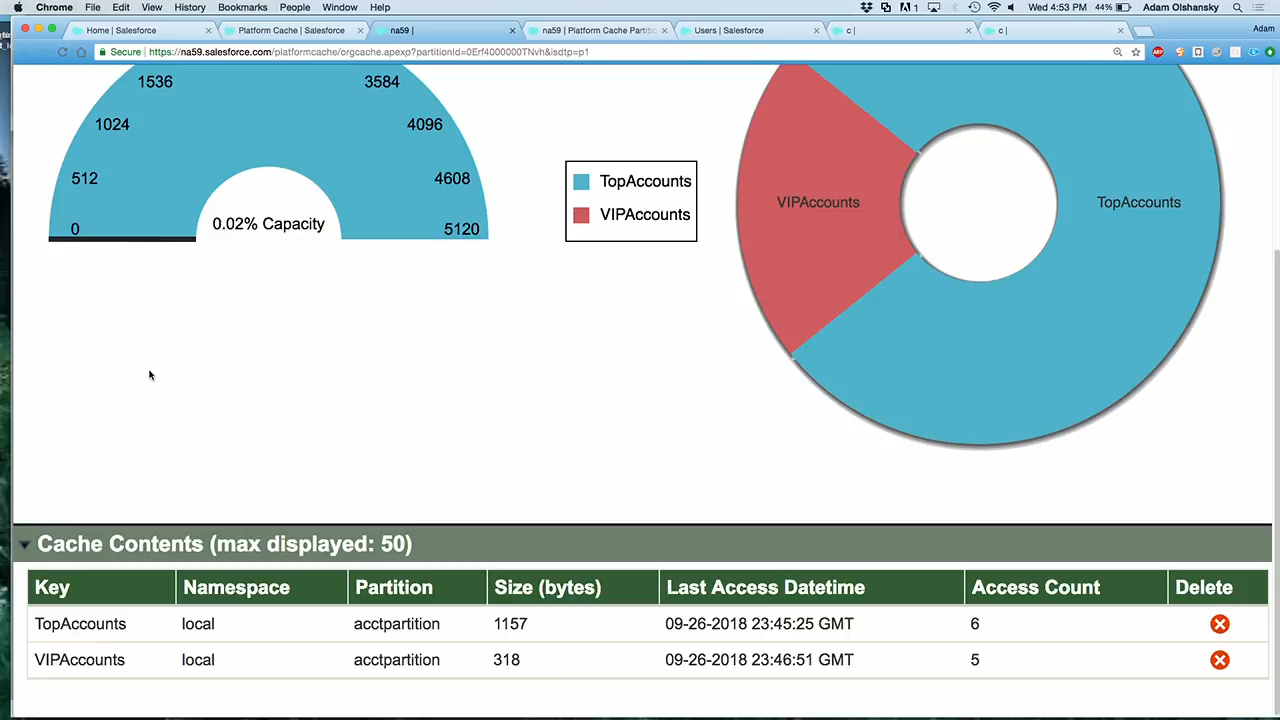 Chrome File Edit View History Bookmarks People Window Help 1 Wed 4:53 PM 44% Adam Olshansky
Home | Salesforce Platform Cache | Salesforce na59 | na59 | Platform Cache Partiti Users | Salesforce c | c | Adam
Secure https://na59.salesforce.com/platformcache/orgcache.apexp?partitionId=0Erf4000000TNvh&isdtp=p1
1536 3584
1024 4096
512 4608
0 0.02% Capacity 5120
TopAccounts
VIPAccounts
VIPAccounts TopAccounts
Cache Contents (max displayed: 50)
Key Namespace Partition Size (bytes) Last Access Datetime Access Count Delete
TopAccounts local acctpartition 1157 09-26-2018 23:45:25 GMT 6
VIPAccounts local acctpartition 318 09-26-2018 23:46:51 GMT 5